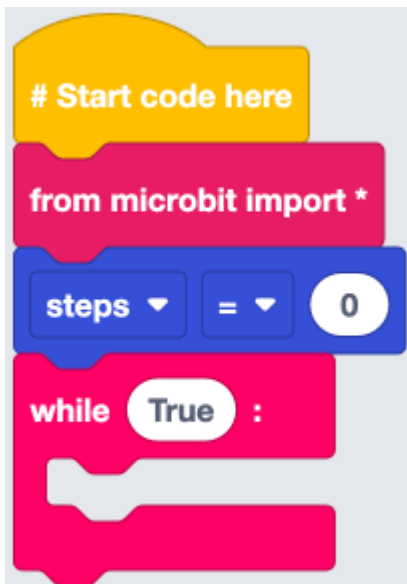 # Start code here
from microbit import *
steps = 0
while True :